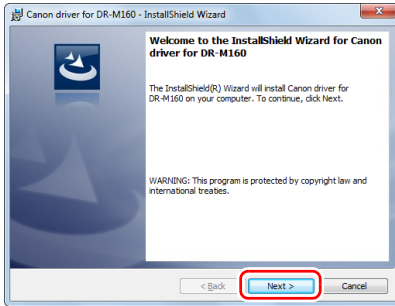 Canon driver for DR-M160 - InstallShield Wizard
Welcome to the InstallShield Wizard for Canon
driver for DR-M160
The InstallShield(R) Wizard will install Canon driver for
DR-M160 on your computer. To continue, click Next.
WARNING: This program is protected by copyright law and
international treaties.
< Back Next > Cancel